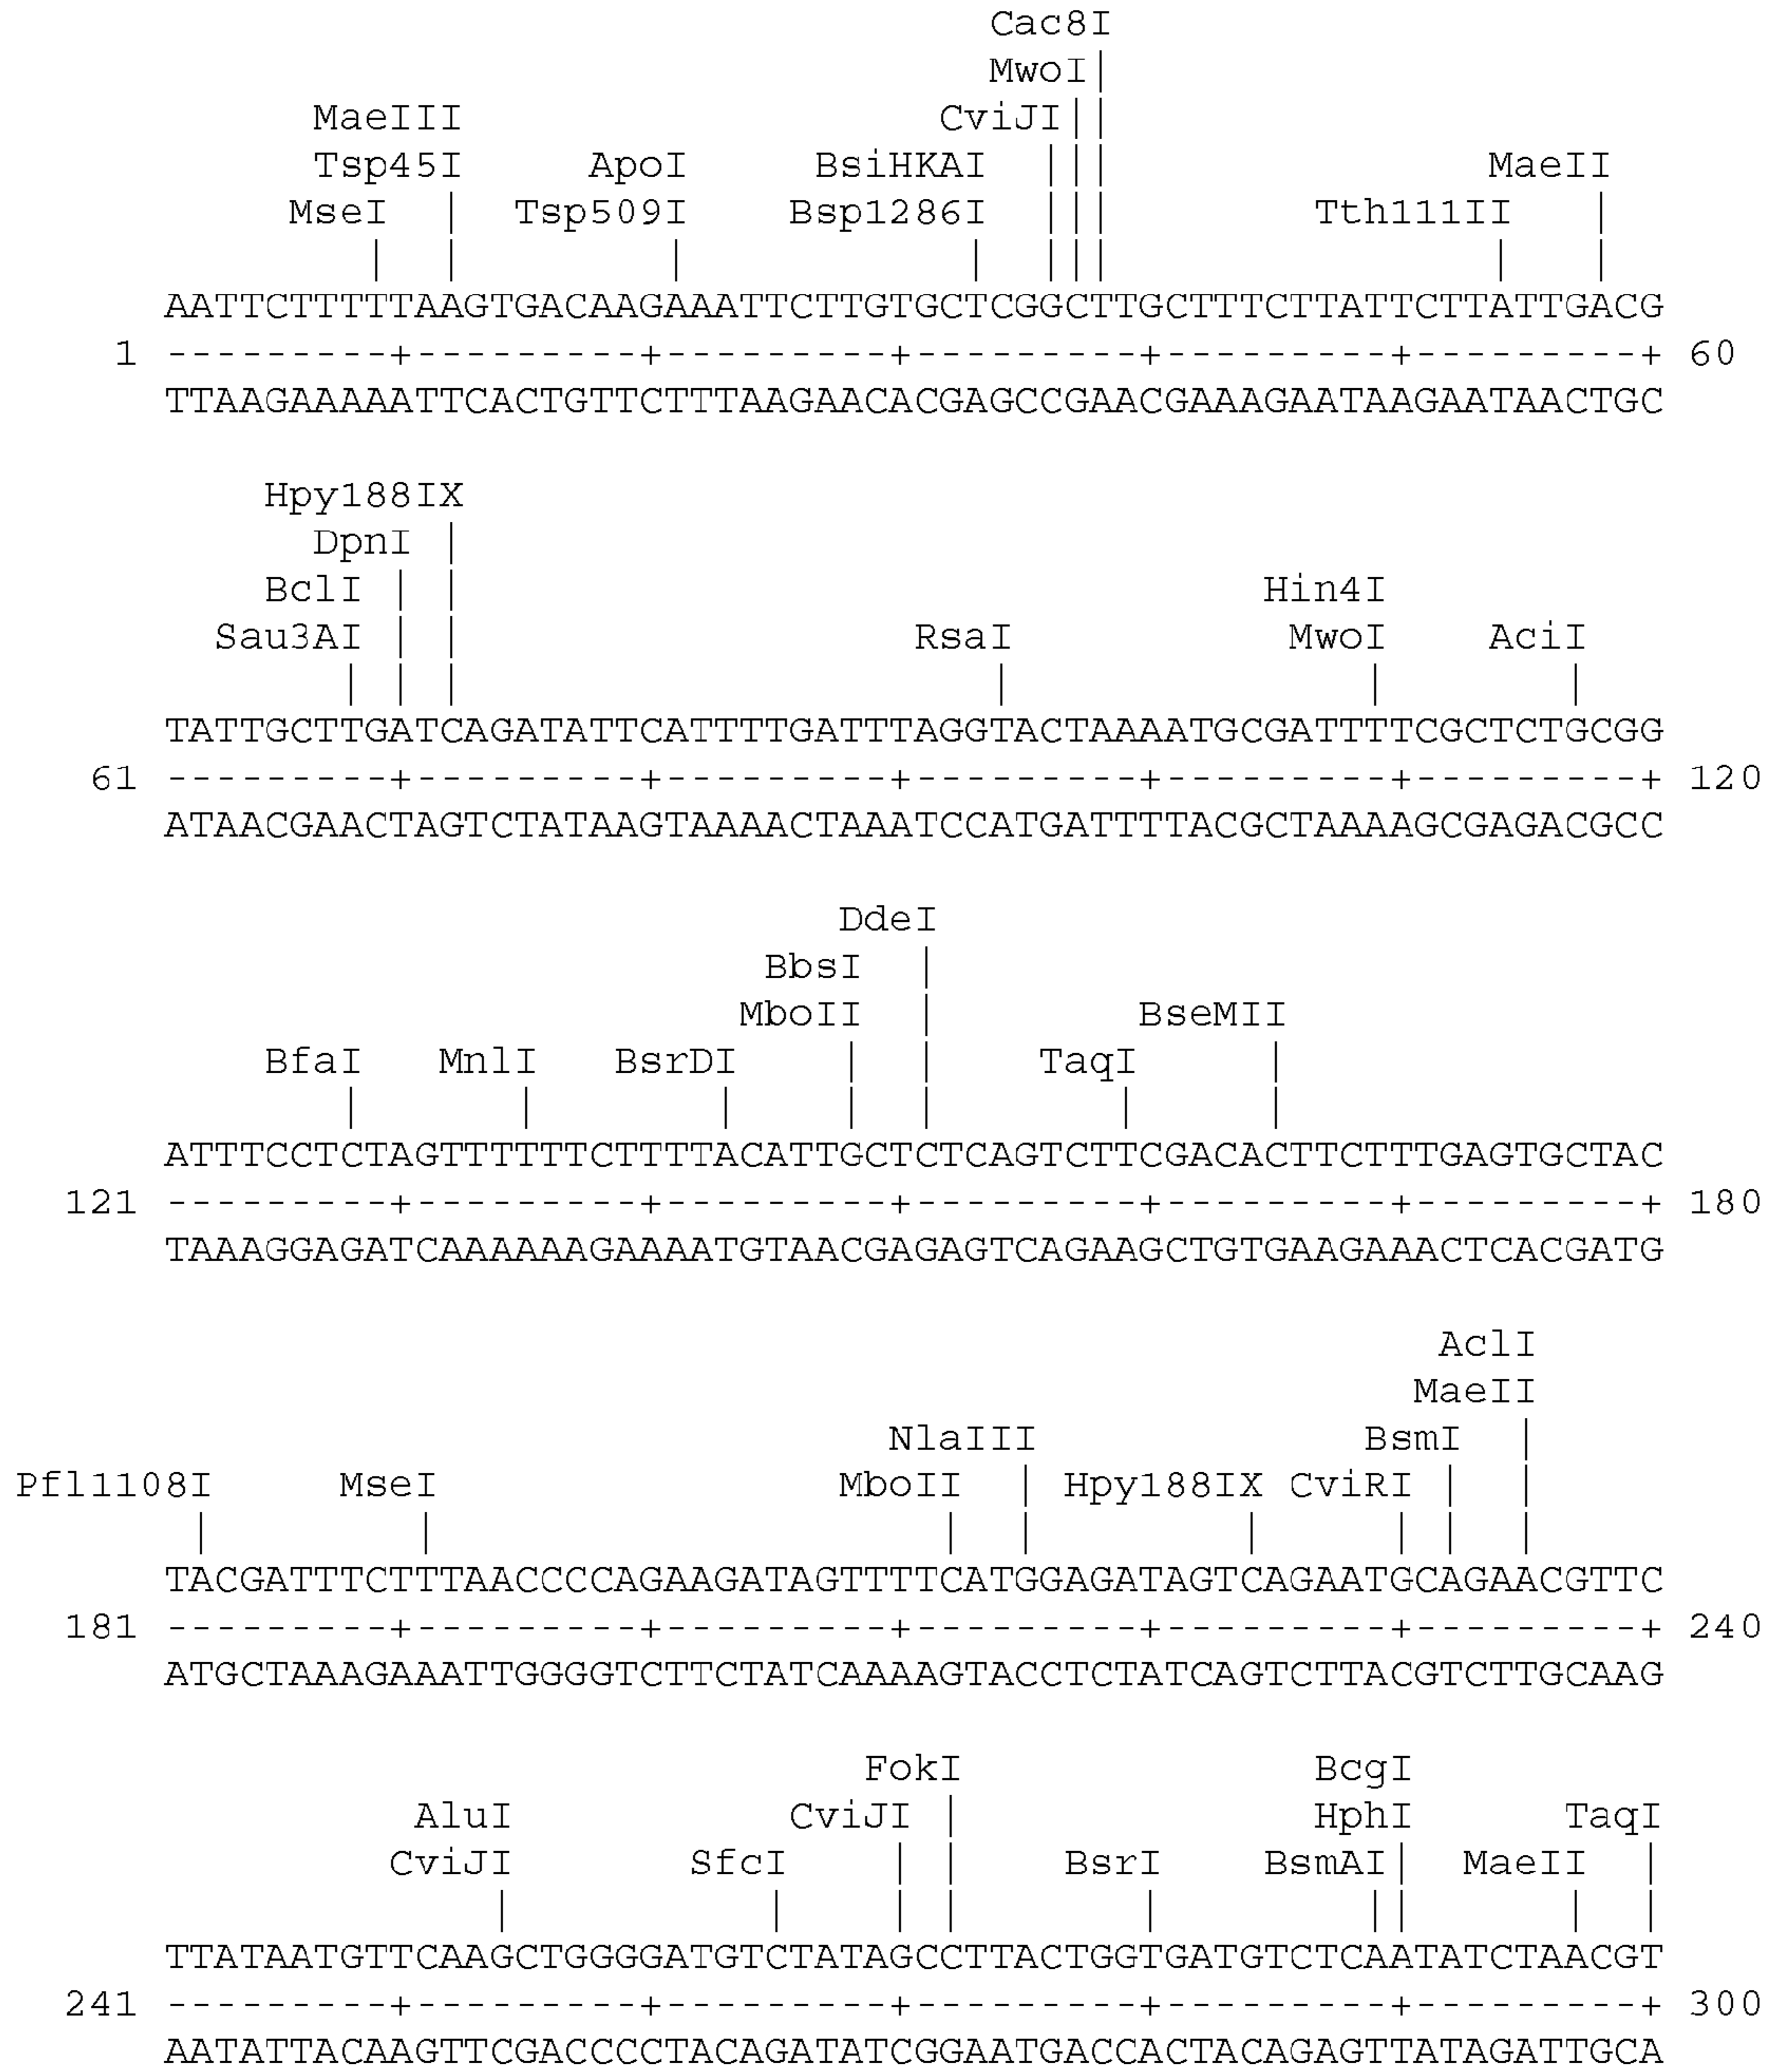 Cac8I
MwoI|
MaeIII CviJI||
Tsp45I ApoI BsiHKAI ||| MaeII
MseI | Tsp509I Bsp1286I ||| Tth111II |
| | | | ||| | |
AATTCTTTTTAAGTGACAAGAAATTCTTGTGCTCGGCTTGCTTTCTTATTCTTATTGACG
1 ---------+---------+---------+---------+---------+---------+ 60
TTAAGAAAAATTCACTGTTCTTTAAGAACACGAGCCGAACGAAAGAATAAGAATAACTGC
Hpy188IX
DpnI |
BclI | | Hin4I
Sau3AI | | RsaI MwoI AciI
| | | | | |
TATTGCTTGATCAGATATTCATTTTGATTTAGGTACTAAAATGCGATTTTCGCTCTGCGG
61 ---------+---------+---------+---------+---------+---------+ 120
ATAACGAACTAGTCTATAAGTAAAACTAAATCCATGATTTTACGCTAAAAGCGAGACGCC
DdeI
BbsI |
MboII | BseMII
BfaI MnlI BsrDI | | TaqI |
| | | | | | |
ATTTCCTCTAGTTTTTTCTTTTACATTGCTCTCAGTCTTCGACACTTCTTTGAGTGCTAC
121 ---------+---------+---------+---------+---------+---------+ 180
TAAAGGAGATCAAAAAAGAAAATGTAACGAGAGTCAGAAGCTGTGAAGAAACTCACGATG
AclI
MaeII
NlaIII BsmI |
Pfl1108I MseI MboII | Hpy188IX CviRI | |
| | | | | | | |
TACGATTTCTTTAACCCCAGAAGATAGTTTTCATGGAGATAGTCAGAATGCAGAACGTTC
181 ---------+---------+---------+---------+---------+---------+ 240
ATGCTAAAGAAATTGGGGTCTTCTATCAAAAGTACCTCTATCAGTCTTACGTCTTGCAAG
FokI BcgI
AluI CviJI | HphI TaqI
CviJI SfcI | | BsrI BsmAI| MaeII |
| | | | | || | |
TTATAATGTTCAAGCTGGGGATGTCTATAGCCTTACTGGTGATGTCTCAATATCTAACGT
241 ---------+---------+---------+---------+---------+---------+ 300
AATATTACAAGTTCGACCCCTACAGATATCGGAATGACCACTACAGAGTTATAGATTGCA